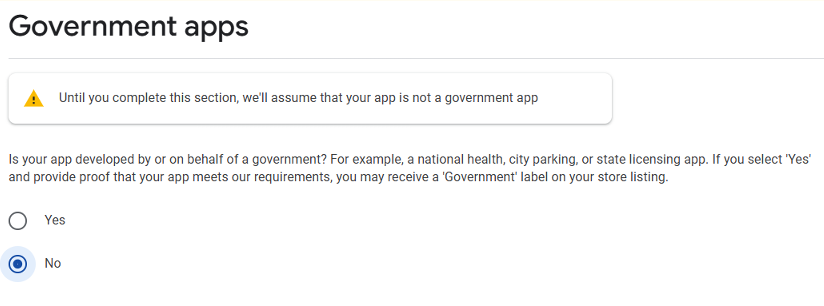 Government apps
Until you complete this section, we'll assume that your app is not a government app
Is your app developed by or on behalf of a government? For example, a national health, city parking, or state licensing app. If you select 'Yes'
and provide proof that your app meets our requirements, you may receive a 'Government' label on your store listing.
Yes
No